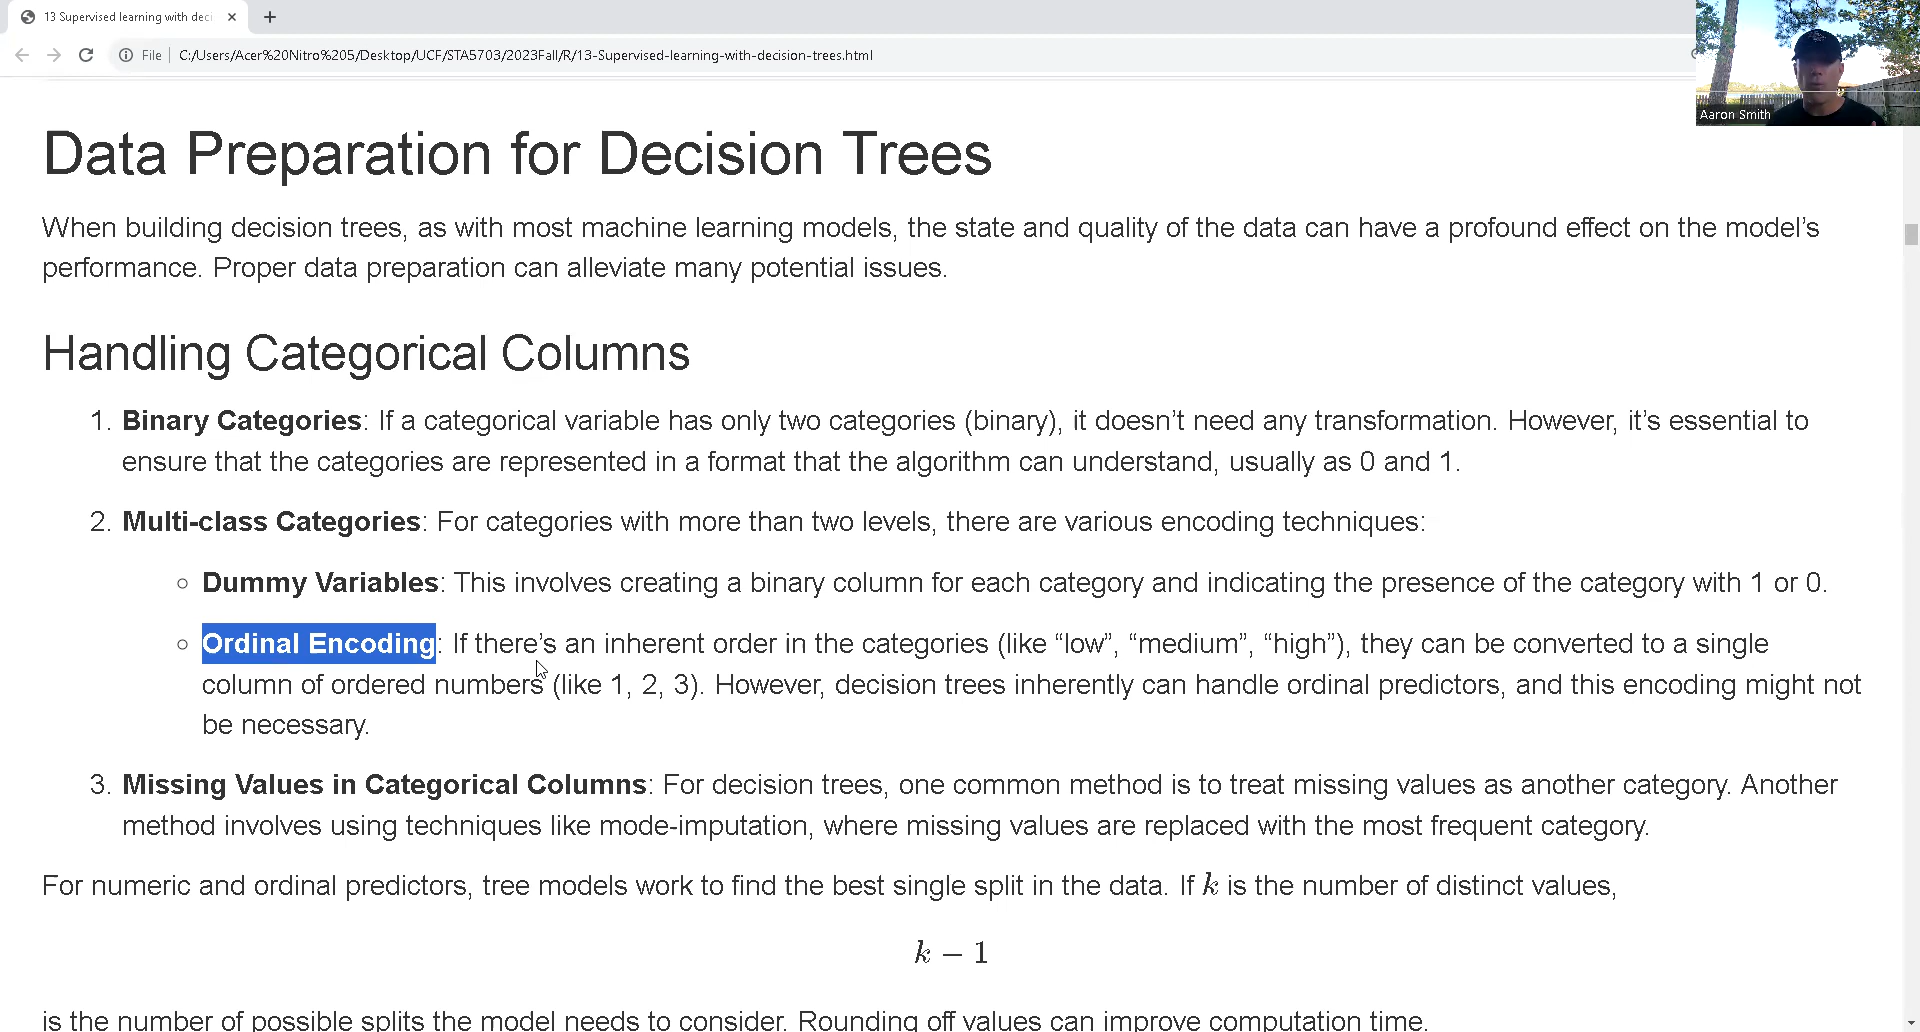 13 Supervised learning with deci
File
C:/Users/Acer%20Nitro%205/Desktop/UCF/STA5703/2023Fall/R/13-Supervised-learning-with-decision-trees.html
Aaron Smith
Data Preparation for Decision Trees
When building decision trees, as with most machine learning models, the state and quality of the data can have a profound effect on the model’s
performance. Proper data preparation can alleviate many potential issues.
Handling Categorical Columns
1. Binary Categories: If a categorical variable has only two categories (binary), it doesn’t need any transformation. However, it’s essential to
ensure that the categories are represented in a format that the algorithm can understand, usually as 0 and 1.
2. Multi-class Categories: For categories with more than two levels, there are various encoding techniques:
○ Dummy Variables: This involves creating a binary column for each category and indicating the presence of the category with 1 or 0.
○ Ordinal Encoding: If there’s an inherent order in the categories (like “low”, “medium”, “high”), they can be converted to a single
column of ordered numbers (like 1, 2, 3). However, decision trees inherently can handle ordinal predictors, and this encoding might not
be necessary.
3. Missing Values in Categorical Columns: For decision trees, one common method is to treat missing values as another category. Another
method involves using techniques like mode-imputation, where missing values are replaced with the most frequent category.
For numeric and ordinal predictors, tree models work to find the best single split in the data. If k is the number of distinct values,
k − 1
is the number of possible splits the model needs to consider. Rounding off values can improve computation time.